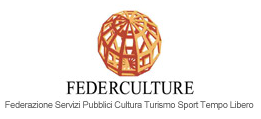 FEDERCULTURE
Federazione Servizi Pubblici Cultura Turismo Sport Tempo Libero